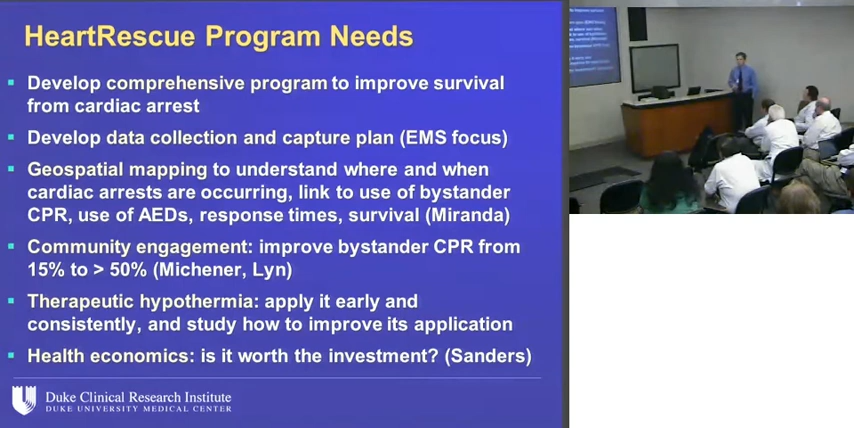 HeartRescue Program Needs
Develop comprehensive program to improve survival
from cardiac arrest
Develop data collection and capture plan (EMS focus)
Geospatial mapping to understand where and when
cardiac arrests are occurring, link to use of bystander
CPR, use of AEDs, response times, survival (Miranda)
Community engagement: improve bystander CPR from
15% to > 50% (Michener, Lyn)
Therapeutic hypothermia: apply it early and
consistently, and study how to improve its application
Health economics: is it worth the investment? (Sanders)
Duke Clinical Research Institute
DUKE UNIVERSITY MEDICAL CENTER